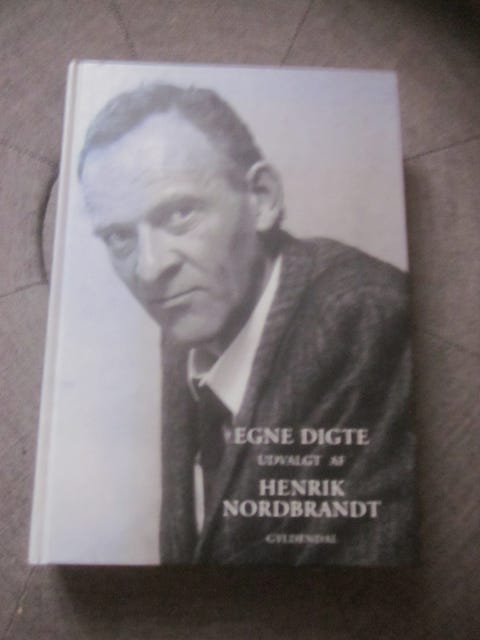 EGNE DIGTE
UDVALGT AF
HENRIK
NORDBRANDT
GYLDENDAL